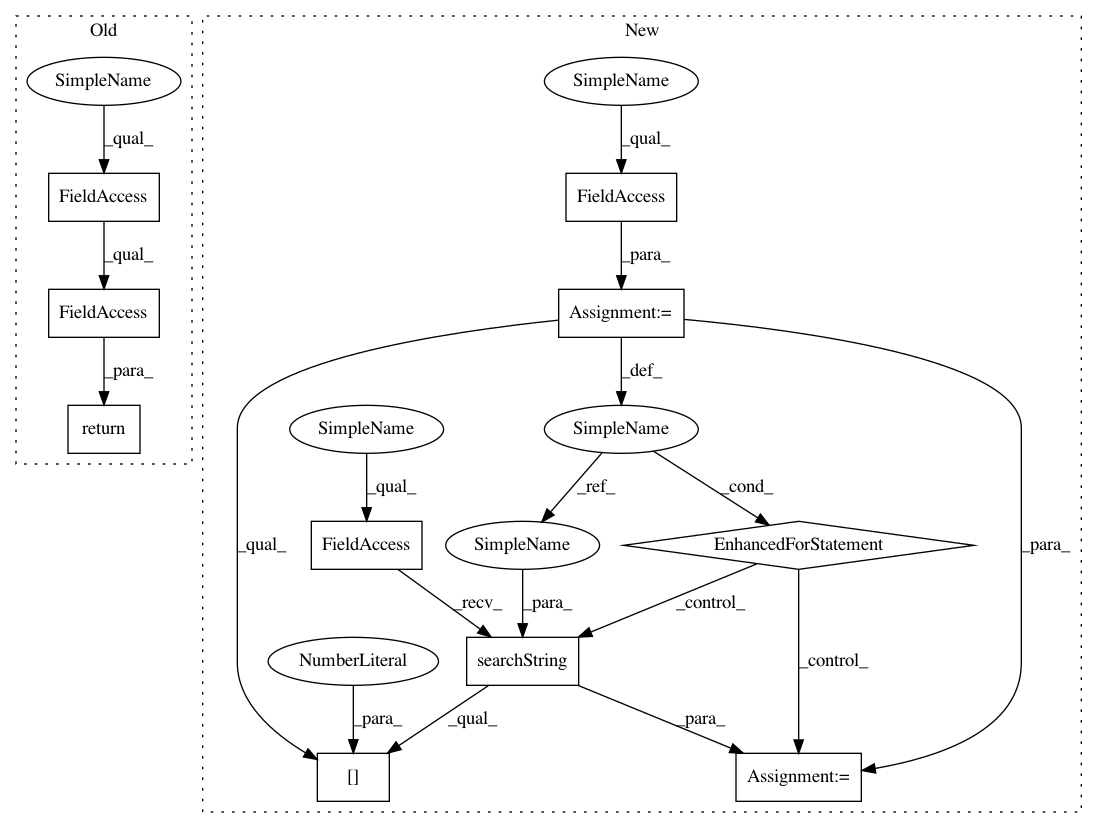 Old
New
SimpleName
SimpleName
_qual_
_qual_
FieldAccess
FieldAccess
_qual_
_para_
FieldAccess
Assignment:=
_para_
_def_
return
SimpleName
SimpleName
_qual_
_ref_
_cond_
_qual_
FieldAccess
SimpleName
EnhancedForStatement
_para_
_recv_
_para_
_control_
NumberLiteral
searchString
_control_
_para_
_qual_
_para_
[]
Assignment:=